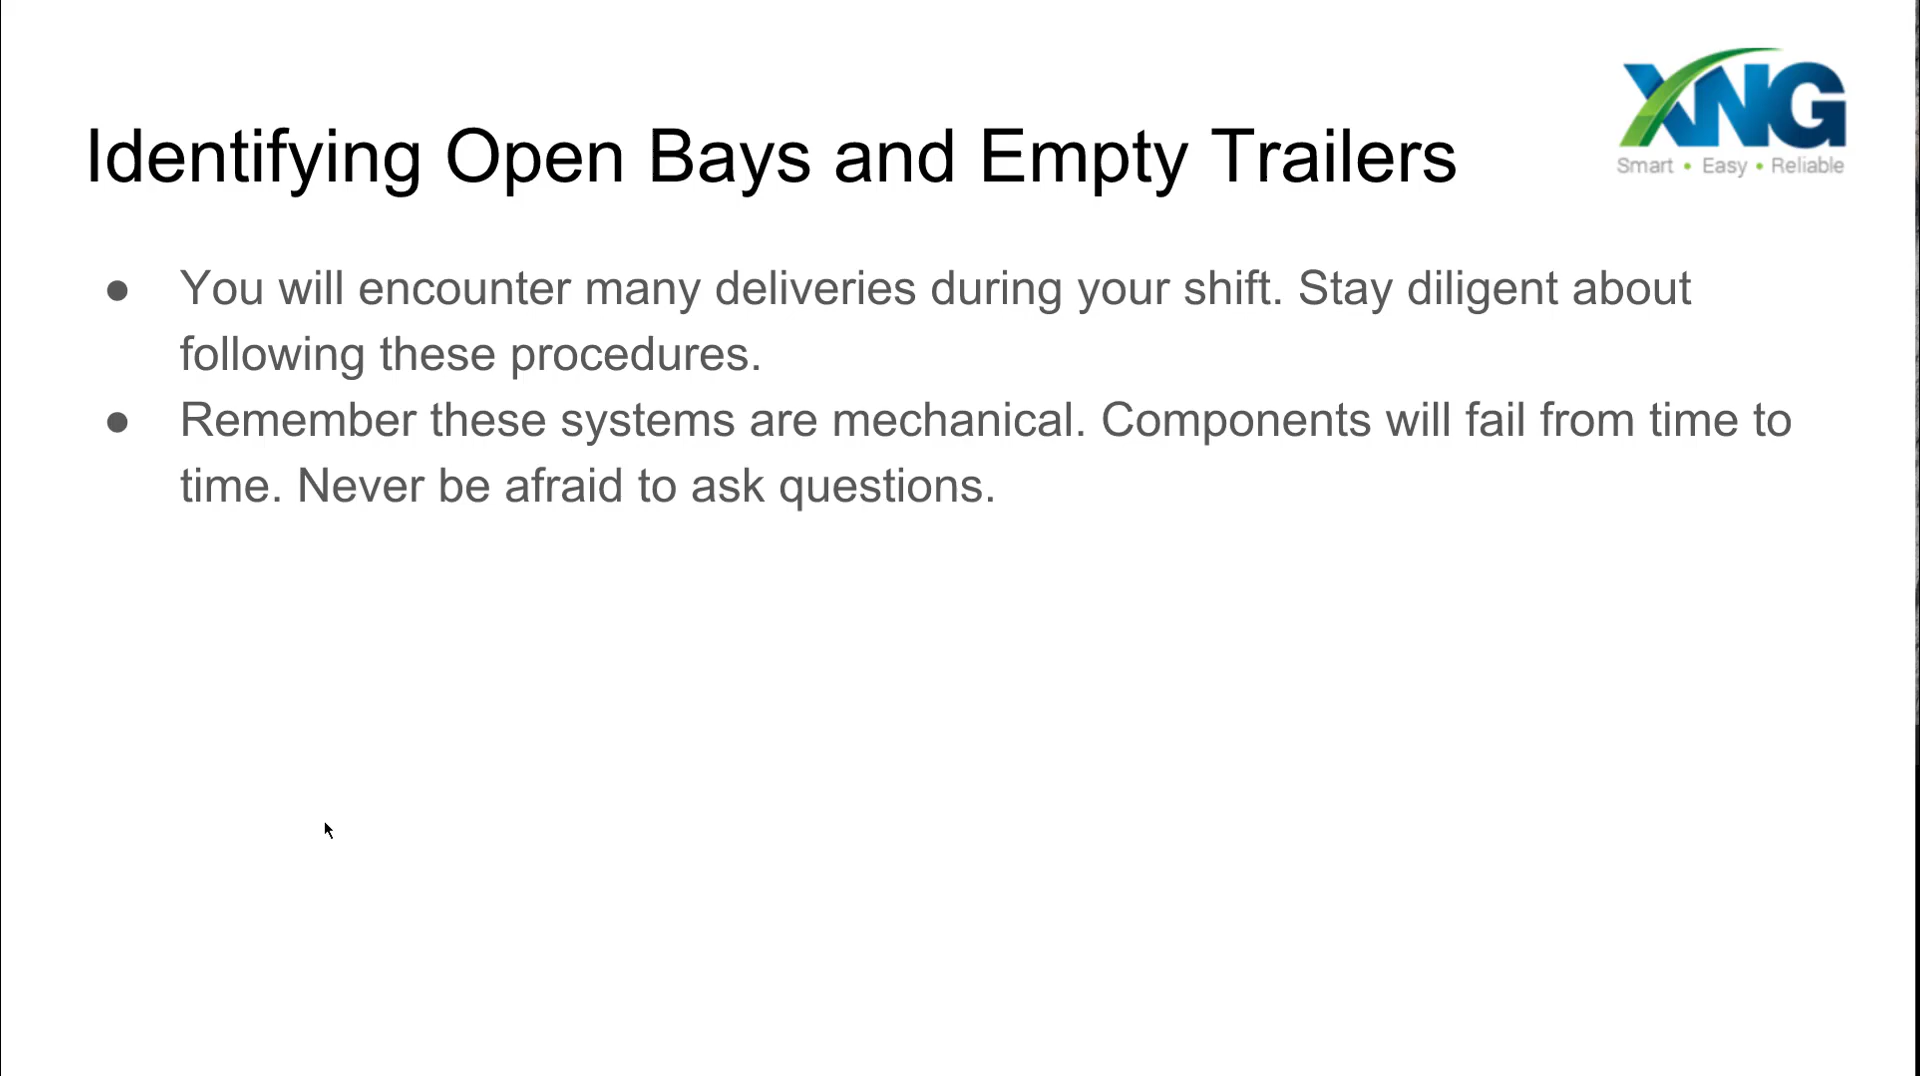 XNG
Smart • Easy • Reliable
Identifying Open Bays and Empty Trailers
● You will encounter many deliveries during your shift. Stay diligent about
following these procedures.
● Remember these systems are mechanical. Components will fail from time to
time. Never be afraid to ask questions.